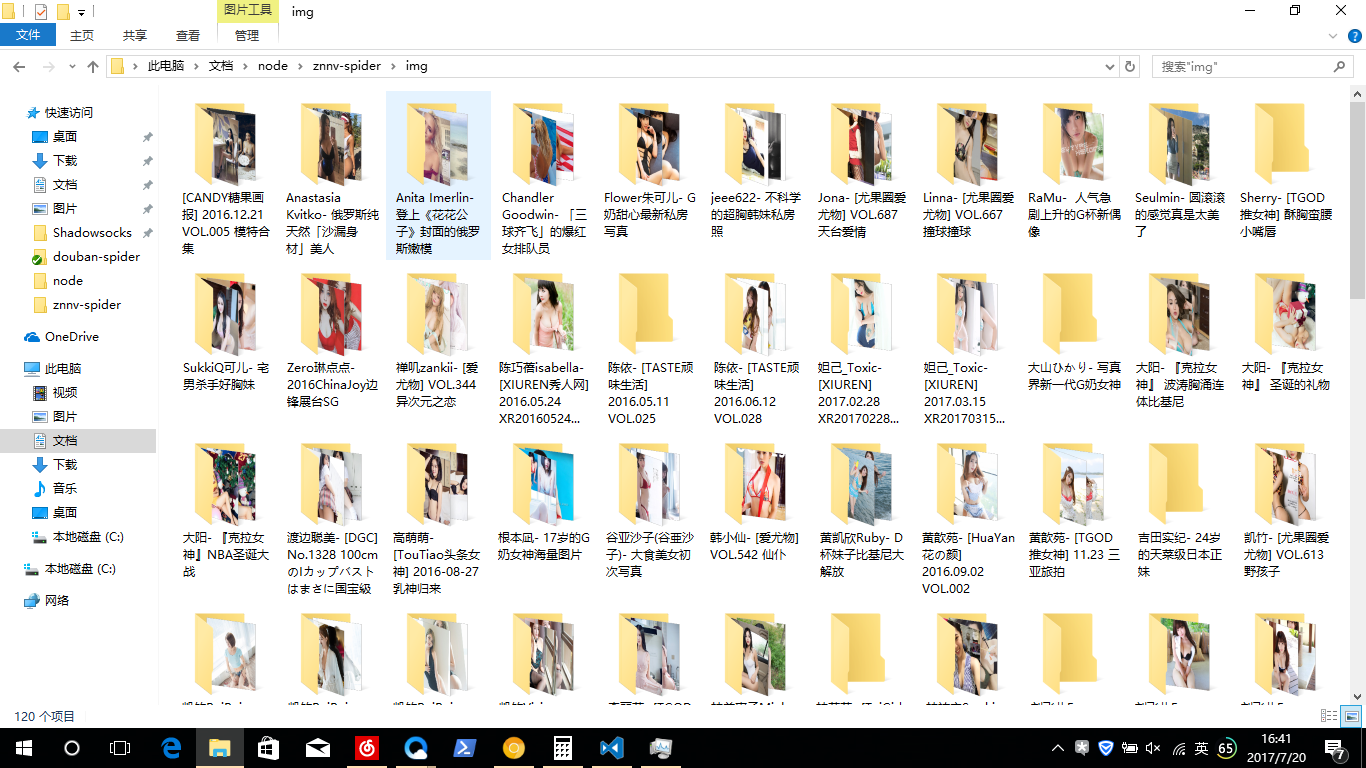 图片工具
img
文件
主页
共享
查看
管理
此电脑
文档
node
znnv-spider
img
搜索"img"
快速访问
桌面
下载
文档
图片
Shadowsocks
douban-spider
node
znnv-spider
OneDrive
此电脑
视频
图片
文档
下载
音乐
桌面
本地磁盘 (C:)
本地磁盘 (C:)
网络
[CANDY糖果画
报] 2016.12.21
VOL.005 模特合
集
Anastasia
Kvitko- 俄罗斯纯
天然「沙漏身
材」美人
Anita Imerlin-
登上《花花公
子》封面的俄罗
斯嫩模
Chandler
Goodwin- 「三
球齐飞」的爆红
女排队员
Flower朱可儿- G
奶甜心最新私房
写真
jeee622- 不科学
的超胸韩妹私房
照
Jona- [尤果圈爱
尤物] VOL.687
天台爱情
Linna- [尤果圈爱
尤物] VOL.667
撞球撞球
RaMu- 人气急
刷上升的G杯新偶
像
Seulmin- 圆滚滚
的感觉真是太美
了
Sherry- [TGOD
推女神] 酥胸蛮腰
小嘴唇
SukkiQ可儿- 宅
男杀手好胸妹
Zero琳点点-
2016ChinaJoy边
锋展台SG
禅叽zankii- [爱
尤物] VOL.344
异次元之恋
陈巧蓓isabella-
[XIUREN秀人网]
2016.05.24
XR20160524...
陈依- [TASTE顽
味生活]
2016.05.11
VOL.025
陈依- [TASTE顽
味生活]
2016.06.12
VOL.028
妲己_Toxic-
[XIUREN]
2017.02.28
XR20170228...
妲己_Toxic-
[XIUREN]
2017.03.15
XR20170315...
大山ひかり- 写真
界新一代G奶女神
大阳- 『克拉女
神』 波涛胸涌连
体比基尼
大阳- 『克拉女
神』 圣诞的礼物
大阳- 『克拉女
神』NBA圣诞大
战
渡边聪美- [DGC]
No.1328 100cm
のIカップバスト
はまさに国宝级
高萌萌-
[TouTiao头条女
神] 2016-08-27
乳神归来
根本凪- 17岁的G
奶女神海量图片
谷亚沙子(谷亜沙
子)- 大食美女初
次写真
韩小仙- [爱尤物]
VOL.542 仙仆
黄凯欣Ruby- D
杯妹子比基尼大
解放
黄歆苑- [HuaYan
花の颜]
2016.09.02
VOL.002
黄歆苑- [TGOD
推女神] 11.23 三
亚旅拍
吉田实纪- 24岁
的天菜级日本正
妹
凯竹- [尤果圈爱
尤物] VOL.613
野孩子
120 个项目
英
65
16:41
2017/7/20
7